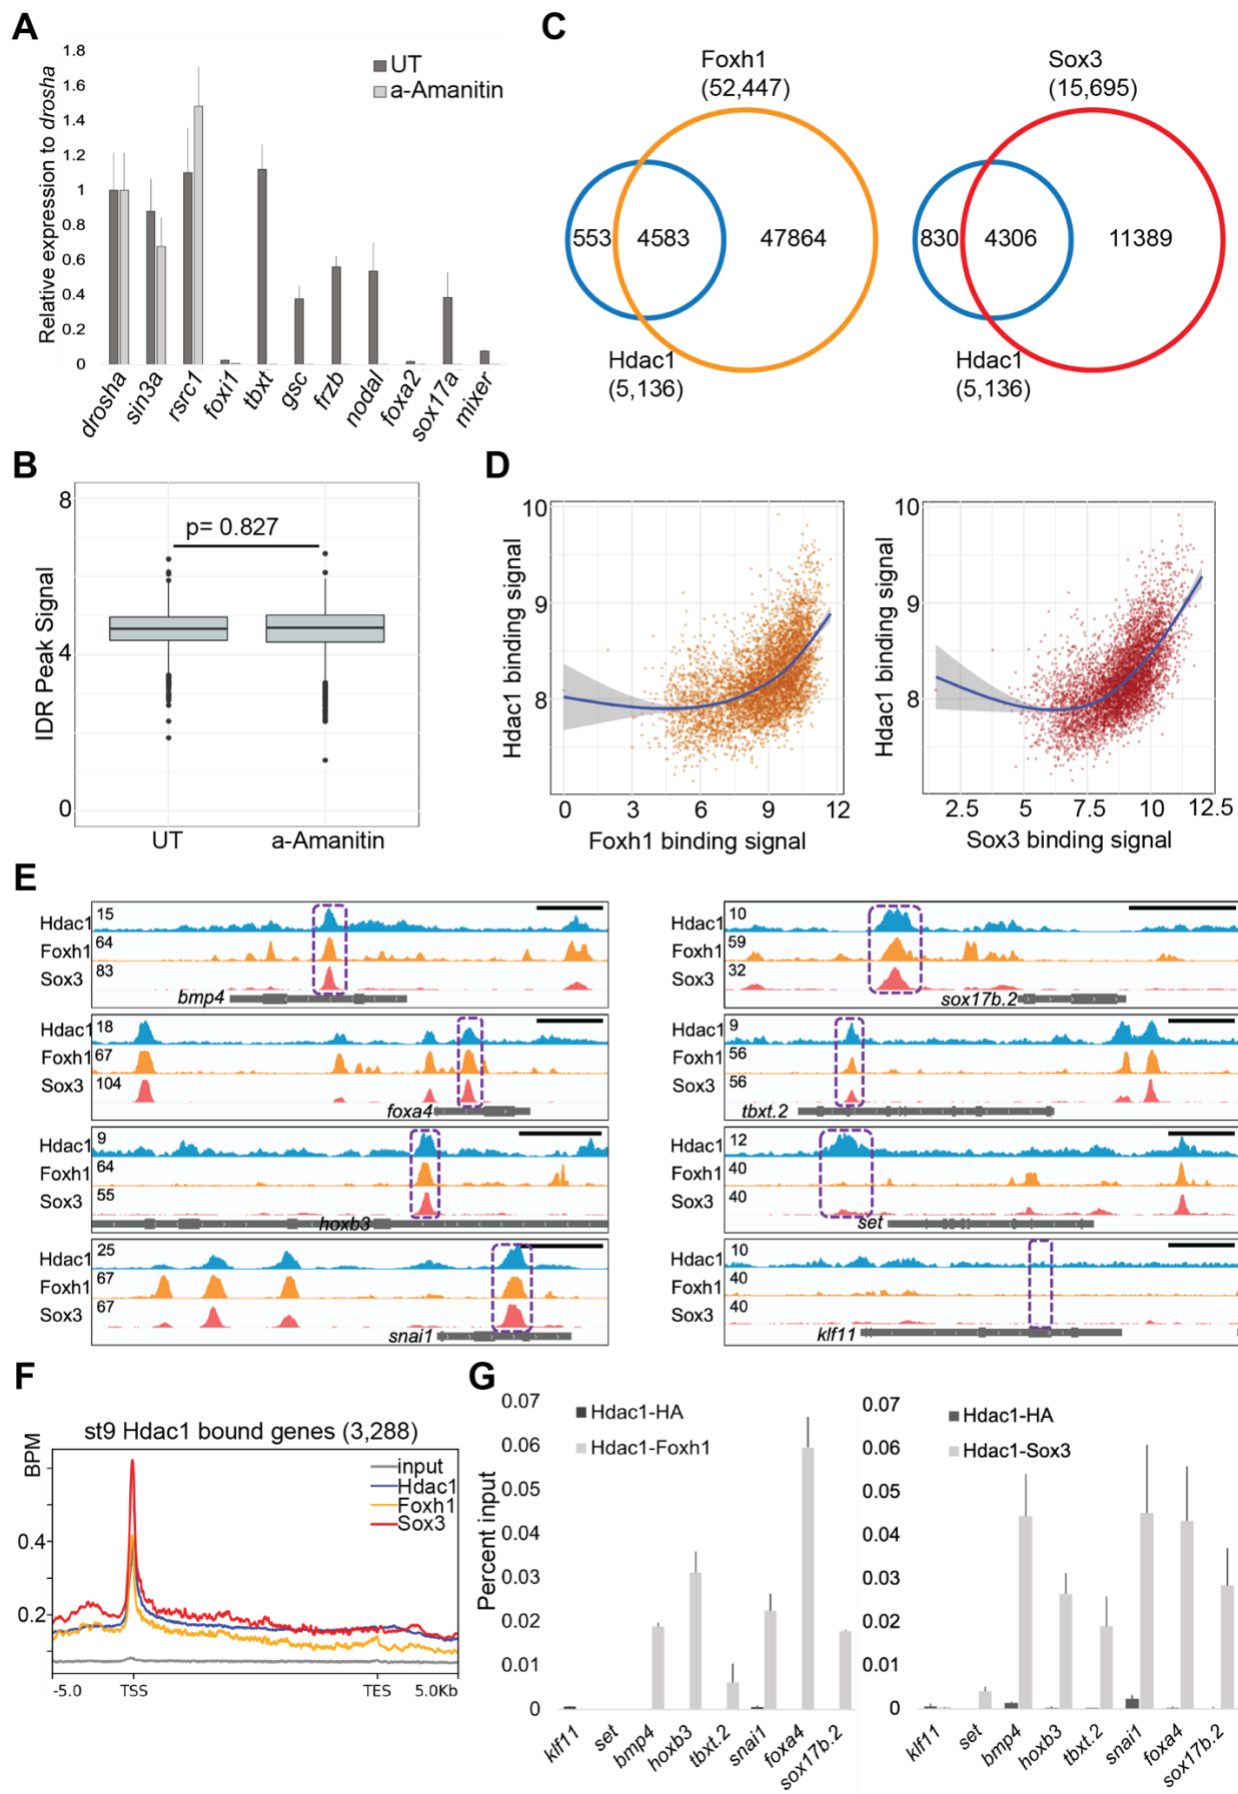 A
Relative expression to drosha
1.8
1.6
1.4
1.2
1
0.8
0.6
0.4
0.2
0
UT
a-Amanitin
drosha
sin3a
rsrc1
foxi1
tbxt
gsc
frzb
nodal
foxa2
sox17a
mixer
B
IDR Peak Signal
8
4
0
p= 0.827
UT
a-Amanitin
C
Foxh1
(52,447)
553
4583
47864
Hdac1
(5,136)
Sox3
(15,695)
830
4306
11389
Hdac1
(5,136)
D
Hdac1 binding signal
10
9
8
0 3 6 9 12
Foxh1 binding signal
Hdac1 binding signal
10
9
8
2.5 5 7.5 10 12.5
Sox3 binding signal
E
Hdac1 15
Foxh1 64
Sox3 83
bmp4
Hdac1 18
Foxh1 67
Sox3 104
foxa4
Hdac1 9
Foxh1 64
Sox3 55
hoxb3
Hdac1 25
Foxh1 67
Sox3 67
snai1
Hdac1 10
Foxh1 59
Sox3 32
sox17b.2
Hdac1 9
Foxh1 56
Sox3 56
tbxt.2
Hdac1 12
Foxh1 40
Sox3 40
set
Hdac1 10
Foxh1 40
Sox3 40
klf11
F
st9 Hdac1 bound genes (3,288)
BPM
0.4
0.2
input
Hdac1
Foxh1
Sox3
-5.0 TSS TES 5.0Kb
G
Percent input
0.07
0.06
0.05
0.04
0.03
0.02
0.01
0
Hdac1-HA
Hdac1-Foxh1
klf11
set
bmp4
hoxb3
tbxt.2
snai1
foxa4
sox17b.2
0.07
0.06
0.05
0.04
0.03
0.02
0.01
0
Hdac1-HA
Hdac1-Sox3
klf11
set
bmp4
hoxb3
tbxt.2
snai1
foxa4
sox17b.2